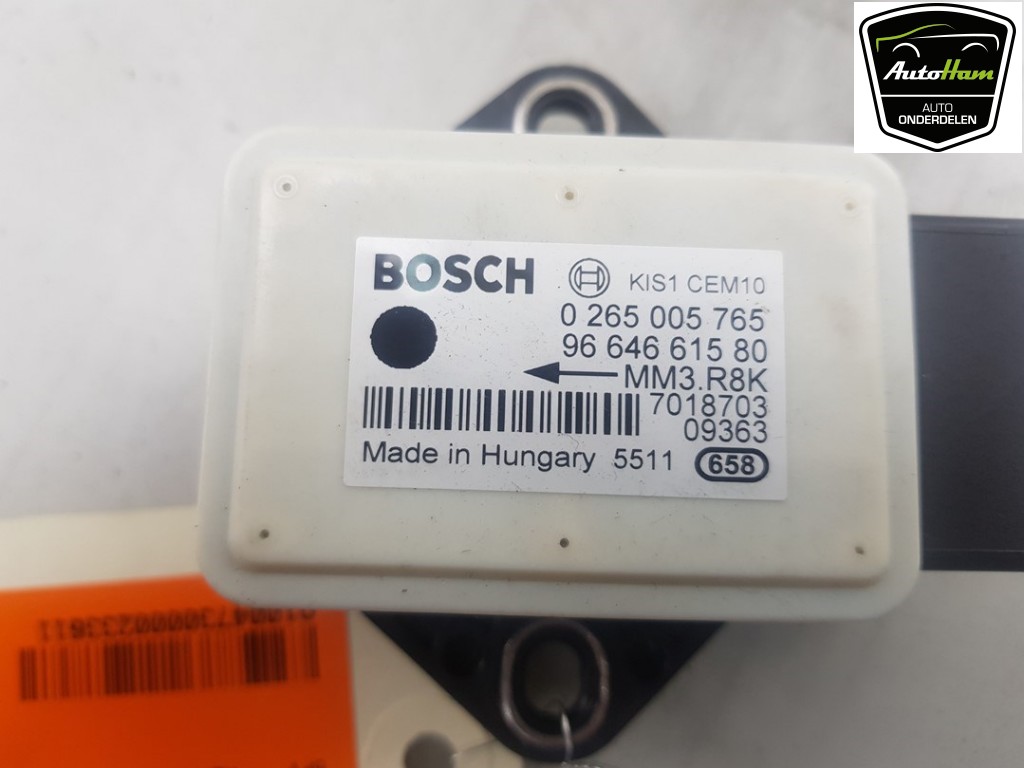 AutoHam
AUTO
ONDERDELEN
BOSCH KIS1 CEM10
0 265 005 765
96 646 615 80
MM3.R8K
7018703
09363
Made in Hungary 5511 658